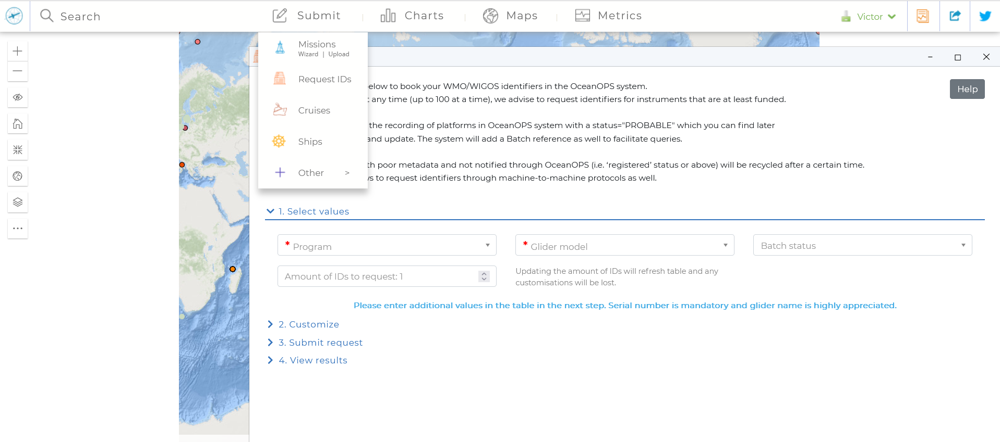 Search
Submit
Charts
Maps
Metrics
Victor
Missions
Wizard | Upload
Request IDs
Cruises
Ships
Other >
below to book your WMO/WIGOS identifiers in the OceanOPS system.
Help
any time (up to 100 at a time), we advise to request identifiers for instruments that are at least funded.
the recording of platforms in OceanOPS system with a status="PROBABLE" which you can find later
and update. The system will add a Batch reference as well to facilitate queries.
poor metadata and not notified through OceanOPS (i.e. ‘registered’ status or above) will be recycled after a certain time.
to request identifiers through machine-to-machine protocols as well.
1. Select values
* Program
* Glider model
Batch status
Amount of IDs to request: 1
Updating the amount of IDs will refresh table and any
customisations will be lost.
Please enter additional values in the table in the next step. Serial number is mandatory and glider name is highly appreciated.
2. Customize
3. Submit request
4. View results